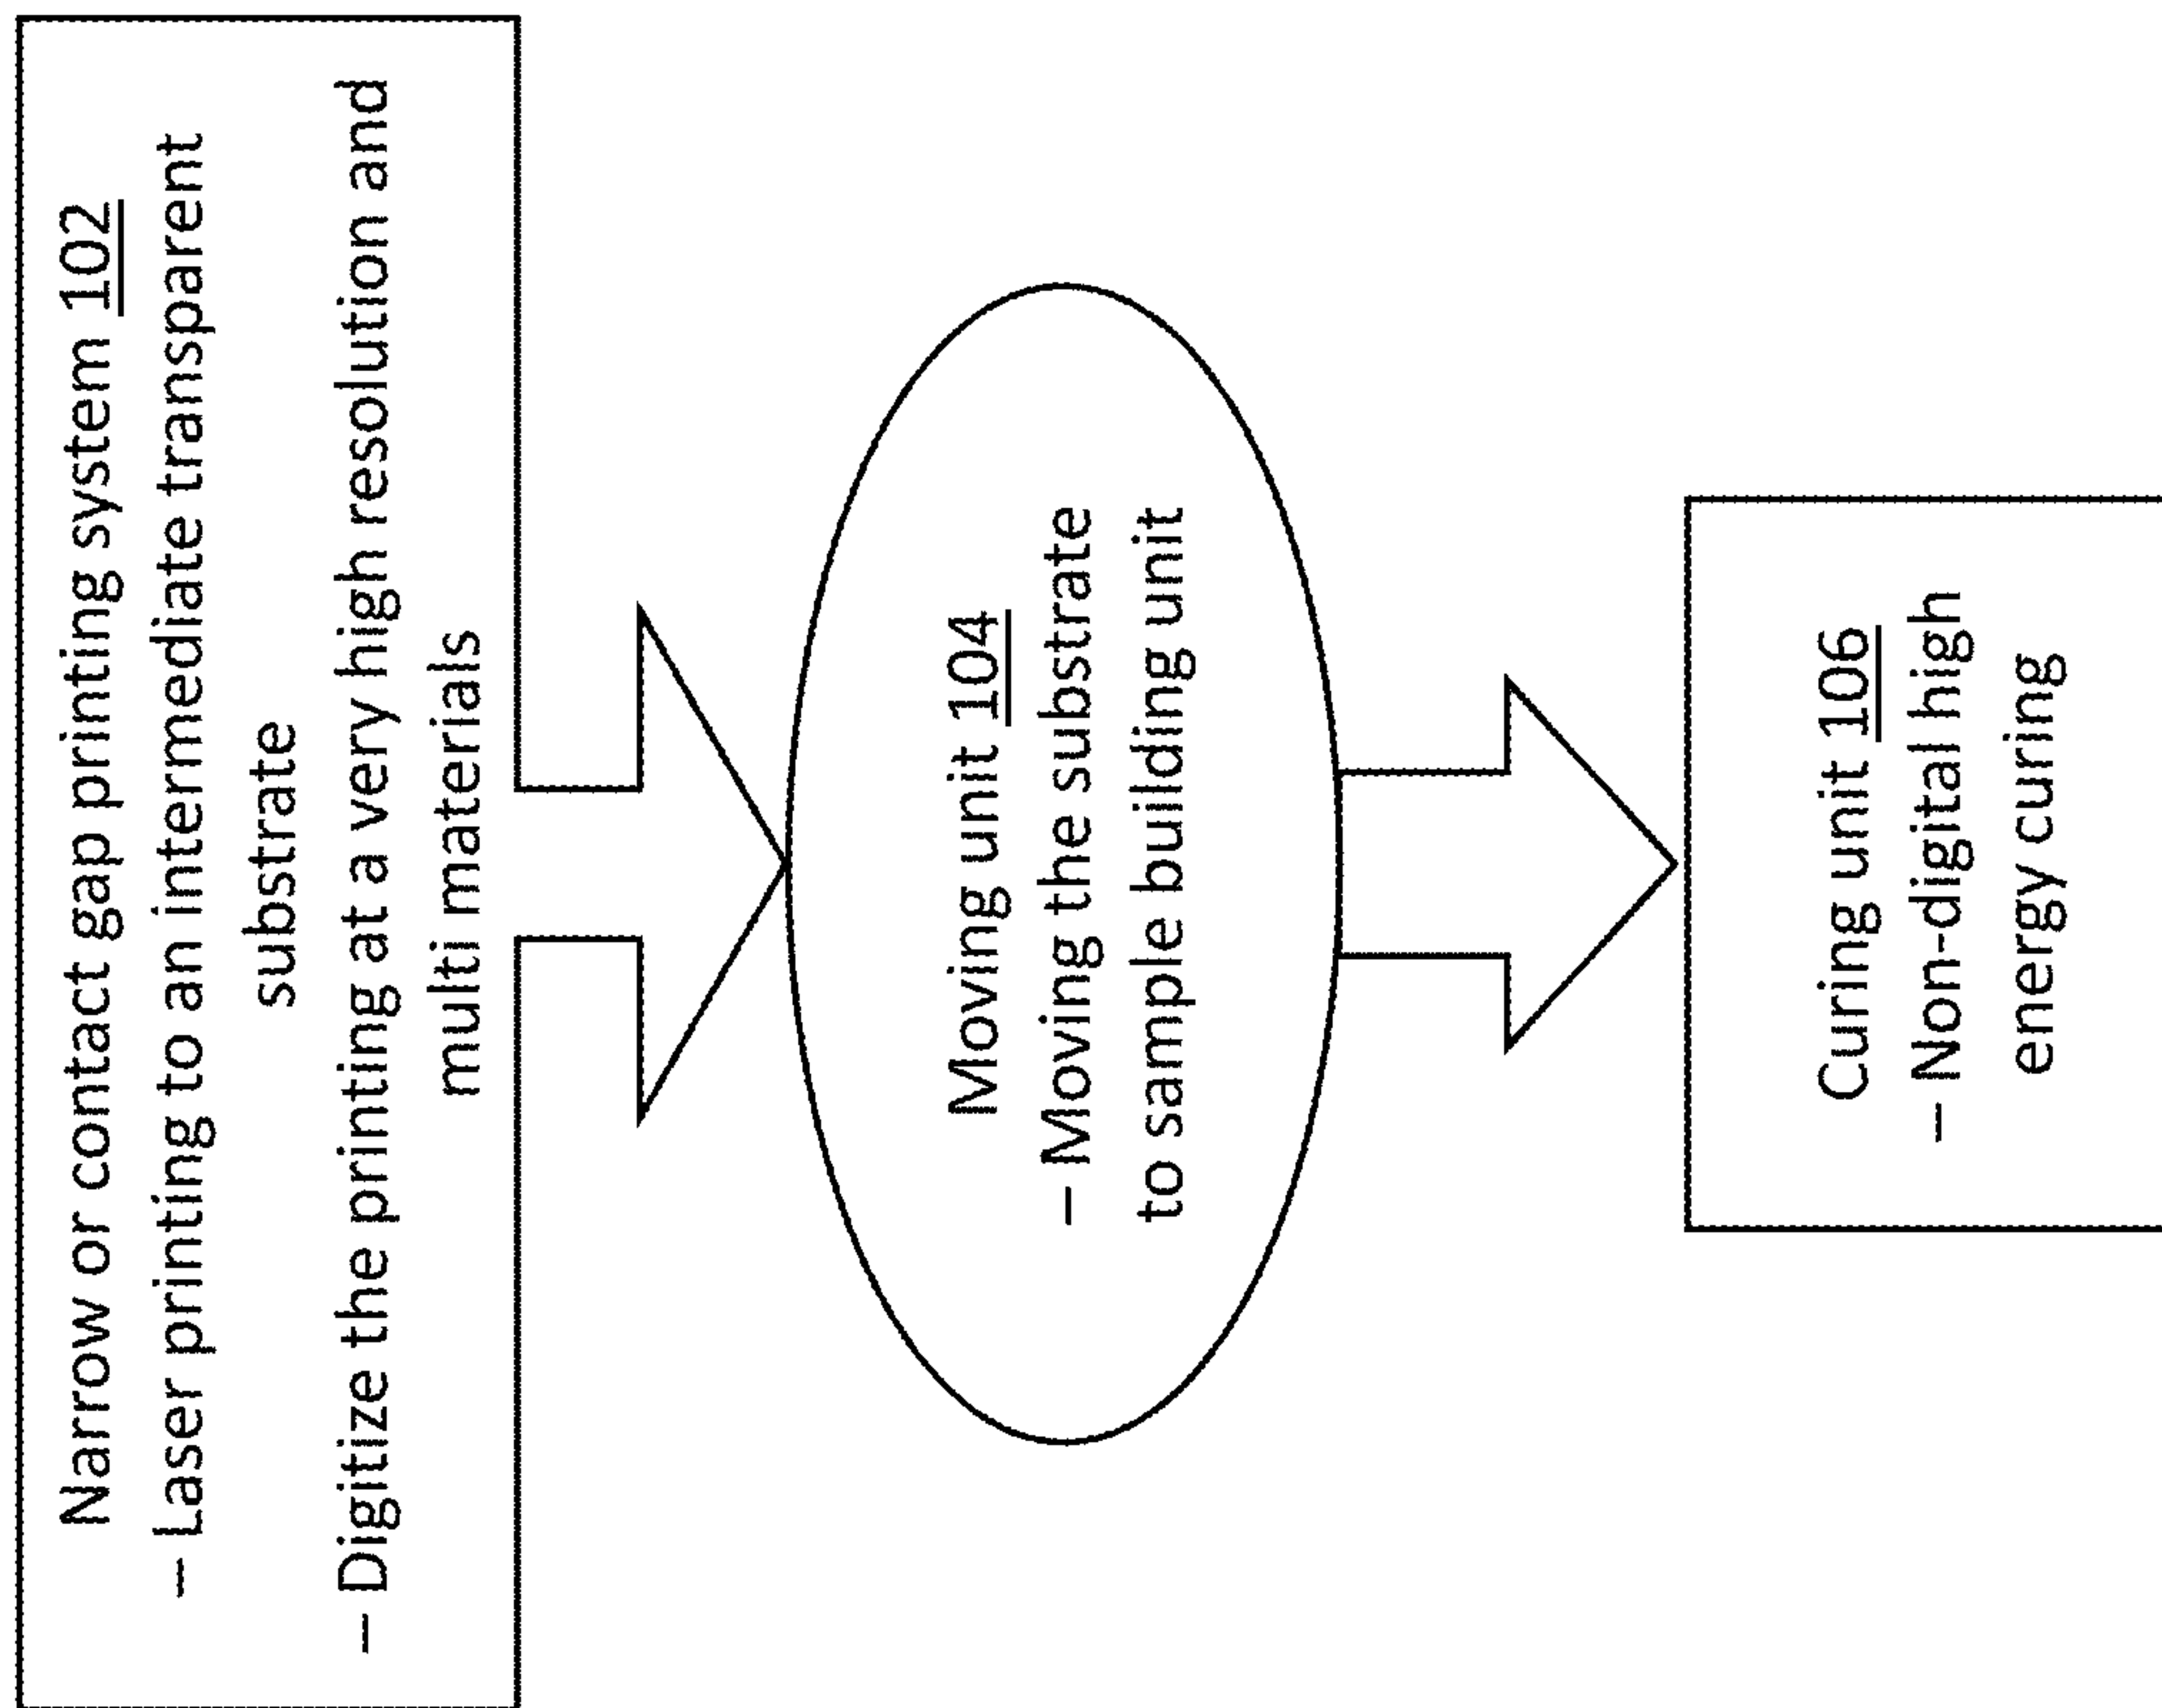 Narrow or contact gap printing system 102
– Laser printing to an intermediate transparent
substrate
– Digitize the printing at a very high resolution and
multi materials
Moving unit 104
– Moving the substrate
to sample building unit
Curing unit 106
– Non-digital high
energy curing